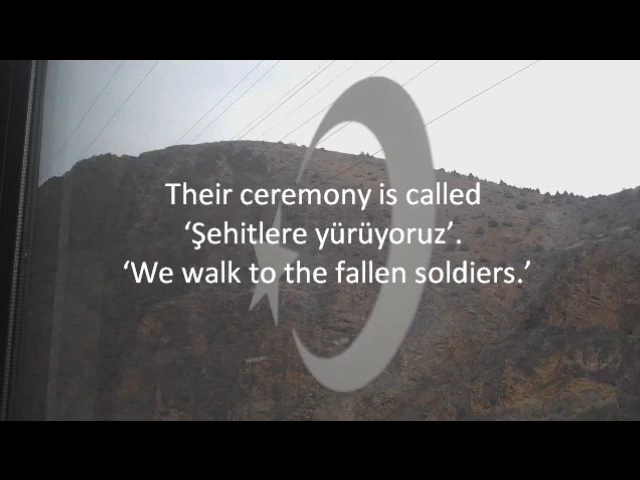 Their ceremony is called
‘Şehitlere yürüyoruz’.
‘We walk to the fallen soldiers.’